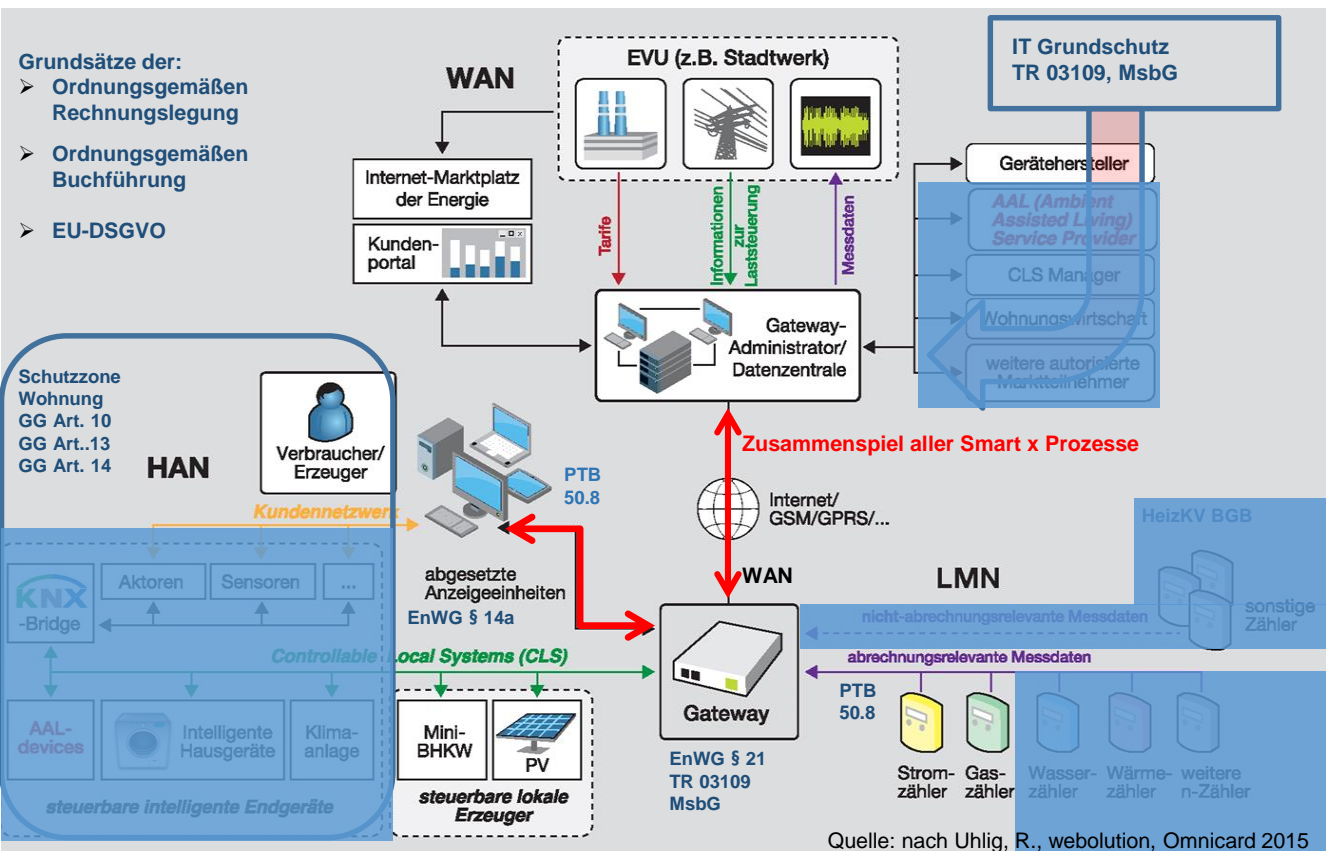 Grundsätze der:
➢ Ordnungsgemäßen
Rechnungslegung
➢ Ordnungsgemäßen
Buchführung
➢ EU-DSGVO
WAN
EVU (z.B. Stadtwerk)
IT Grundschutz
TR 03109, MsbG
Internet-Marktplatz
der Energie
Kunden-
portal
Tarife
Informationen
zur
Laststeuerung
Messdaten
Gerätehersteller
AAL (Ambient
Assisted Living)
Service Provider
CLS Manager
Wohnungswirtschaft
weitere autorisierte
Marktteilnehmer
Gateway-
Administrator/
Datenzentrale
Schutzzone
Wohnung
GG Art. 10
GG Art..13
GG Art. 14
HAN
Verbraucher/
Erzeuger
Kundennetzwerk
PTB
50.8
Zusammenspiel aller Smart x Prozesse
Internet/
GSM/GPRS/...
HeizKV BGB
KNX
-Bridge
Aktoren
Sensoren
...
abgesetzte
Anzeigeeinheiten
EnWG § 14a
WAN
LMN
nicht-abrechnungsrelevante Messdaten
sonstige
Zähler
Controllable Local Systems (CLS)
abrechnungsrelevante Messdaten
PTB
50.8
AAL-
devices
Intelligente
Hausgeräte
Klima-
anlage
steuerbare intelligente Endgeräte
Mini-
BHKW
PV
steuerbare lokale
Erzeuger
Gateway
EnWG § 21
TR 03109
MsbG
Strom-
zähler
Gas-
zähler
Wasser-
zähler
Wärme-
zähler
weitere
n-Zähler
Quelle: nach Uhlig, R., webolution, Omnicard 2015